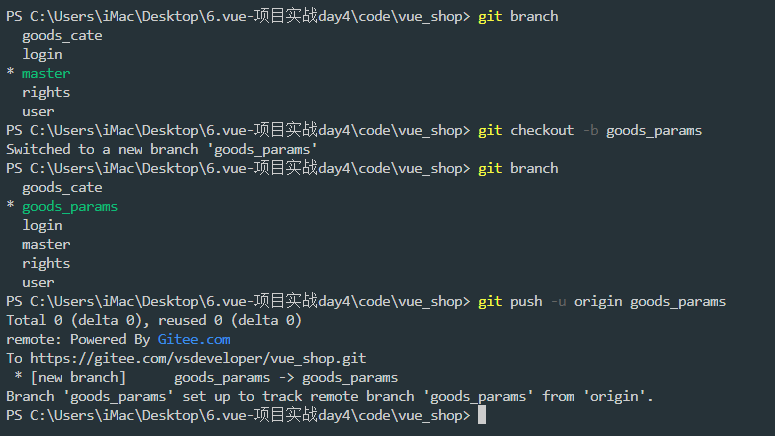 PS C:\Users\iMac\Desktop\6.vue-项目实战day4\code\vue_shop> git branch
  goods_cate
  login
* master
  rights
  user
PS C:\Users\iMac\Desktop\6.vue-项目实战day4\code\vue_shop> git checkout -b goods_params
Switched to a new branch 'goods_params'
PS C:\Users\iMac\Desktop\6.vue-项目实战day4\code\vue_shop> git branch
  goods_cate
* goods_params
  login
  master
  rights
  user
PS C:\Users\iMac\Desktop\6.vue-项目实战day4\code\vue_shop> git push -u origin goods_params
Total 0 (delta 0), reused 0 (delta 0)
remote: Powered By Gitee.com
To https://gitee.com/vsdeveloper/vue_shop.git
 * [new branch]      goods_params -> goods_params
Branch 'goods_params' set up to track remote branch 'goods_params' from 'origin'.
PS C:\Users\iMac\Desktop\6.vue-项目实战day4\code\vue_shop>